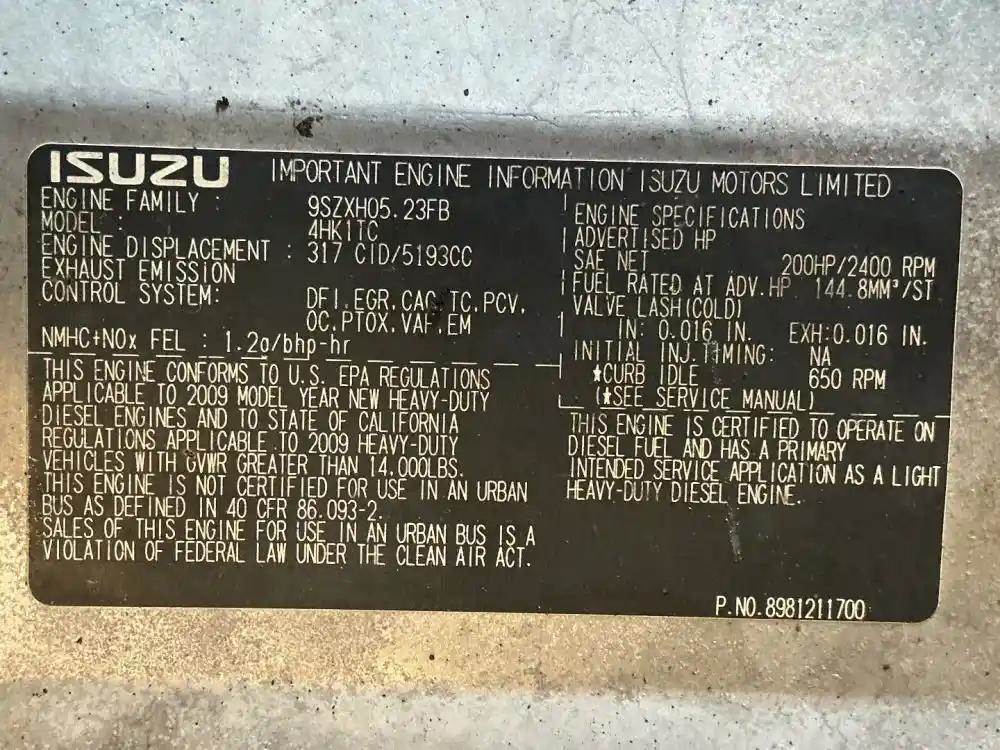 ISUZU IMPORTANT ENGINE INFORMATION ISUZU MOTORS LIMITED
ENGINE FAMILY : 9SZXH05.23FB
MODEL : 4HK1TC
ENGINE DISPLACEMENT : 317 CID/5193CC
EXHAUST EMISSION
CONTROL SYSTEM: DFI.EGR.CAC.TC.PCV.
OC.PTOX.VAF.EM
NMHC+NOx FEL : 1.2g/bhp-hr
THIS ENGINE CONFORMS TO U.S. EPA REGULATIONS
APPLICABLE TO 2009 MODEL YEAR NEW HEAVY-DUTY
DIESEL ENGINES AND TO STATE OF CALIFORNIA
REGULATIONS APPLICABLE TO 2009 HEAVY-DUTY
VEHICLES WITH GVWR GREATER THAN 14.000LBS.
THIS ENGINE IS NOT CERTIFIED FOR USE IN AN URBAN
BUS AS DEFINED IN 40 CFR 86.093-2.
SALES OF THIS ENGINE FOR USE IN AN URBAN BUS IS A
VIOLATION OF FEDERAL LAW UNDER THE CLEAN AIR ACT.
ENGINE SPECIFICATIONS
ADVERTISED HP
SAE NET 200HP/2400 RPM
FUEL RATED AT ADV.HP 144.8MM³/ST
VALVE LASH(COLD)
IN: 0.016 IN. EXH:0.016 IN.
INITIAL INJ.TIMING: NA
*CURB IDLE 650 RPM
(*SEE SERVICE MANUAL)
THIS ENGINE IS CERTIFIED TO OPERATE ON
DIESEL FUEL AND HAS A PRIMARY
INTENDED SERVICE APPLICATION AS A LIGHT
HEAVY-DUTY DIESEL ENGINE.
P.NO.8981211700